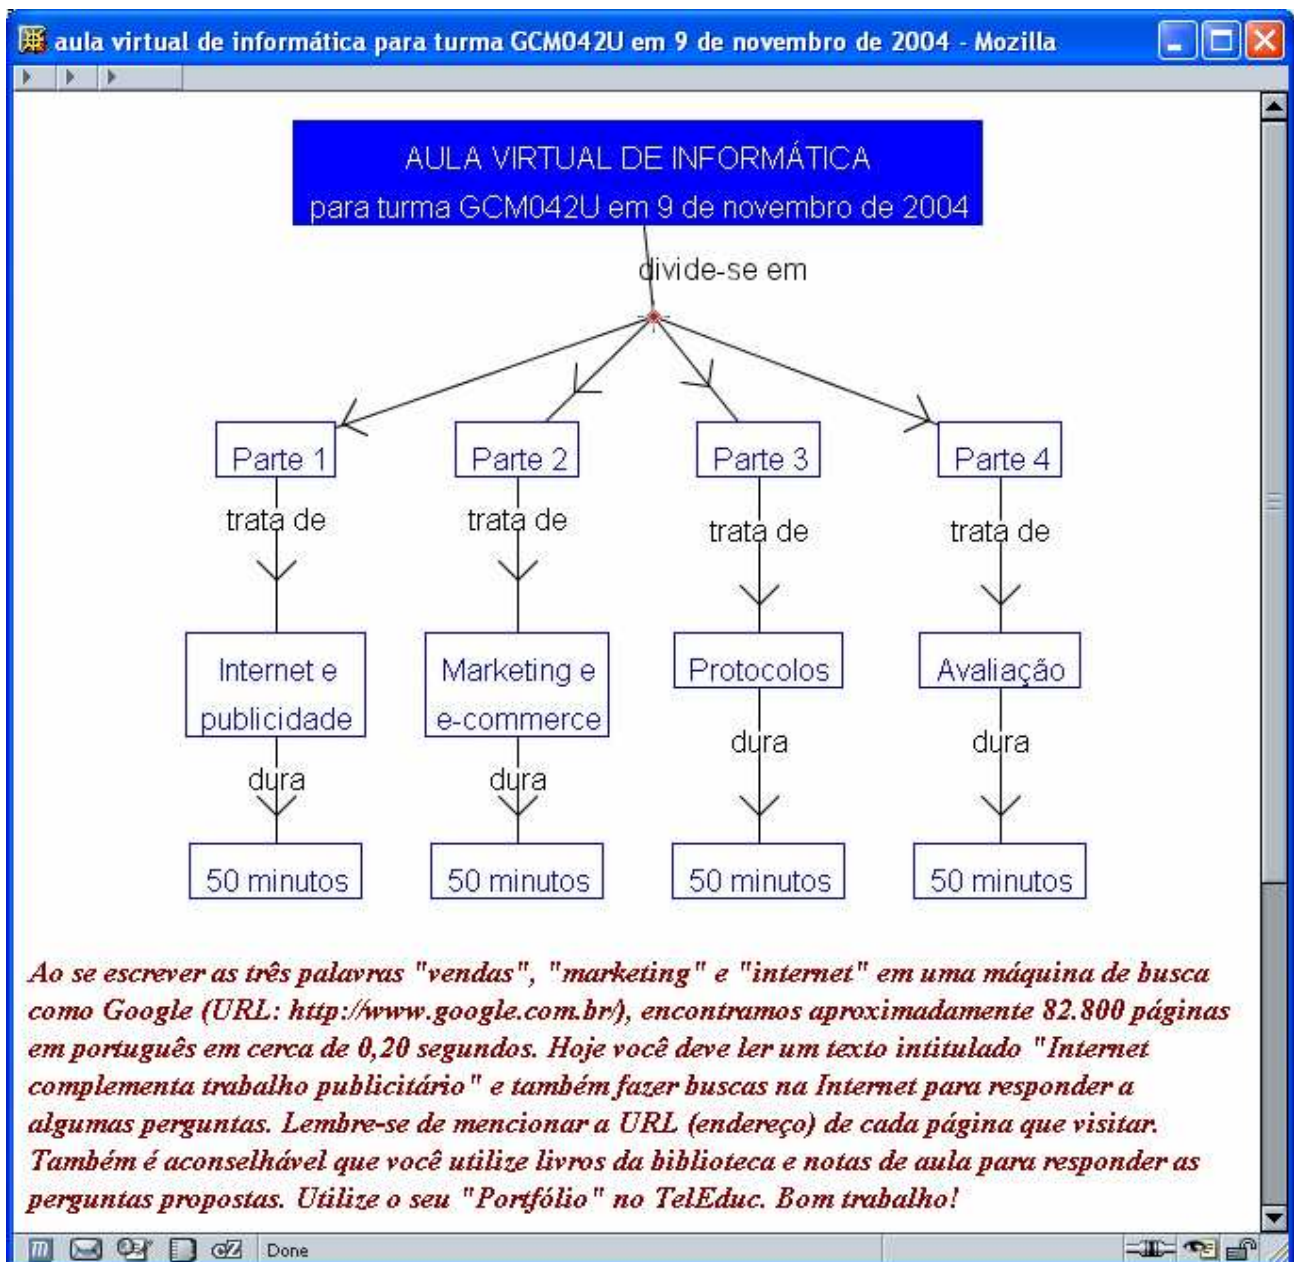 aula virtual de informática para turma GCM042U em 9 de novembro de 2004 - Mozilla
AULA VIRTUAL DE INFORMÁTICA
para turma GCM042U em 9 de novembro de 2004
divide-se em
Parte 1 Parte 2 Parte 3 Parte 4
trata de trata de trata de trata de
Internet e Marketing e Protocolos Avaliação
publicidade e-commerce
dura dura dura dura
50 minutos 50 minutos 50 minutos 50 minutos
Ao se escrever as três palavras "vendas", "marketing" e "internet" em uma máquina de busca
como Google (URL: http://www.google.com.br/), encontramos aproximadamente 82.800 páginas
em português em cerca de 0,20 segundos. Hoje você deve ler um texto intitulado "Internet
complementa trabalho publicitário" e também fazer buscas na Internet para responder a
algumas perguntas. Lembre-se de mencionar a URL (endereço) de cada página que visitar.
Também é aconselhável que você utilize livros da biblioteca e notas de aula para responder as
perguntas propostas. Utilize o seu "Portfólio" no TelEduc. Bom trabalho!
Done